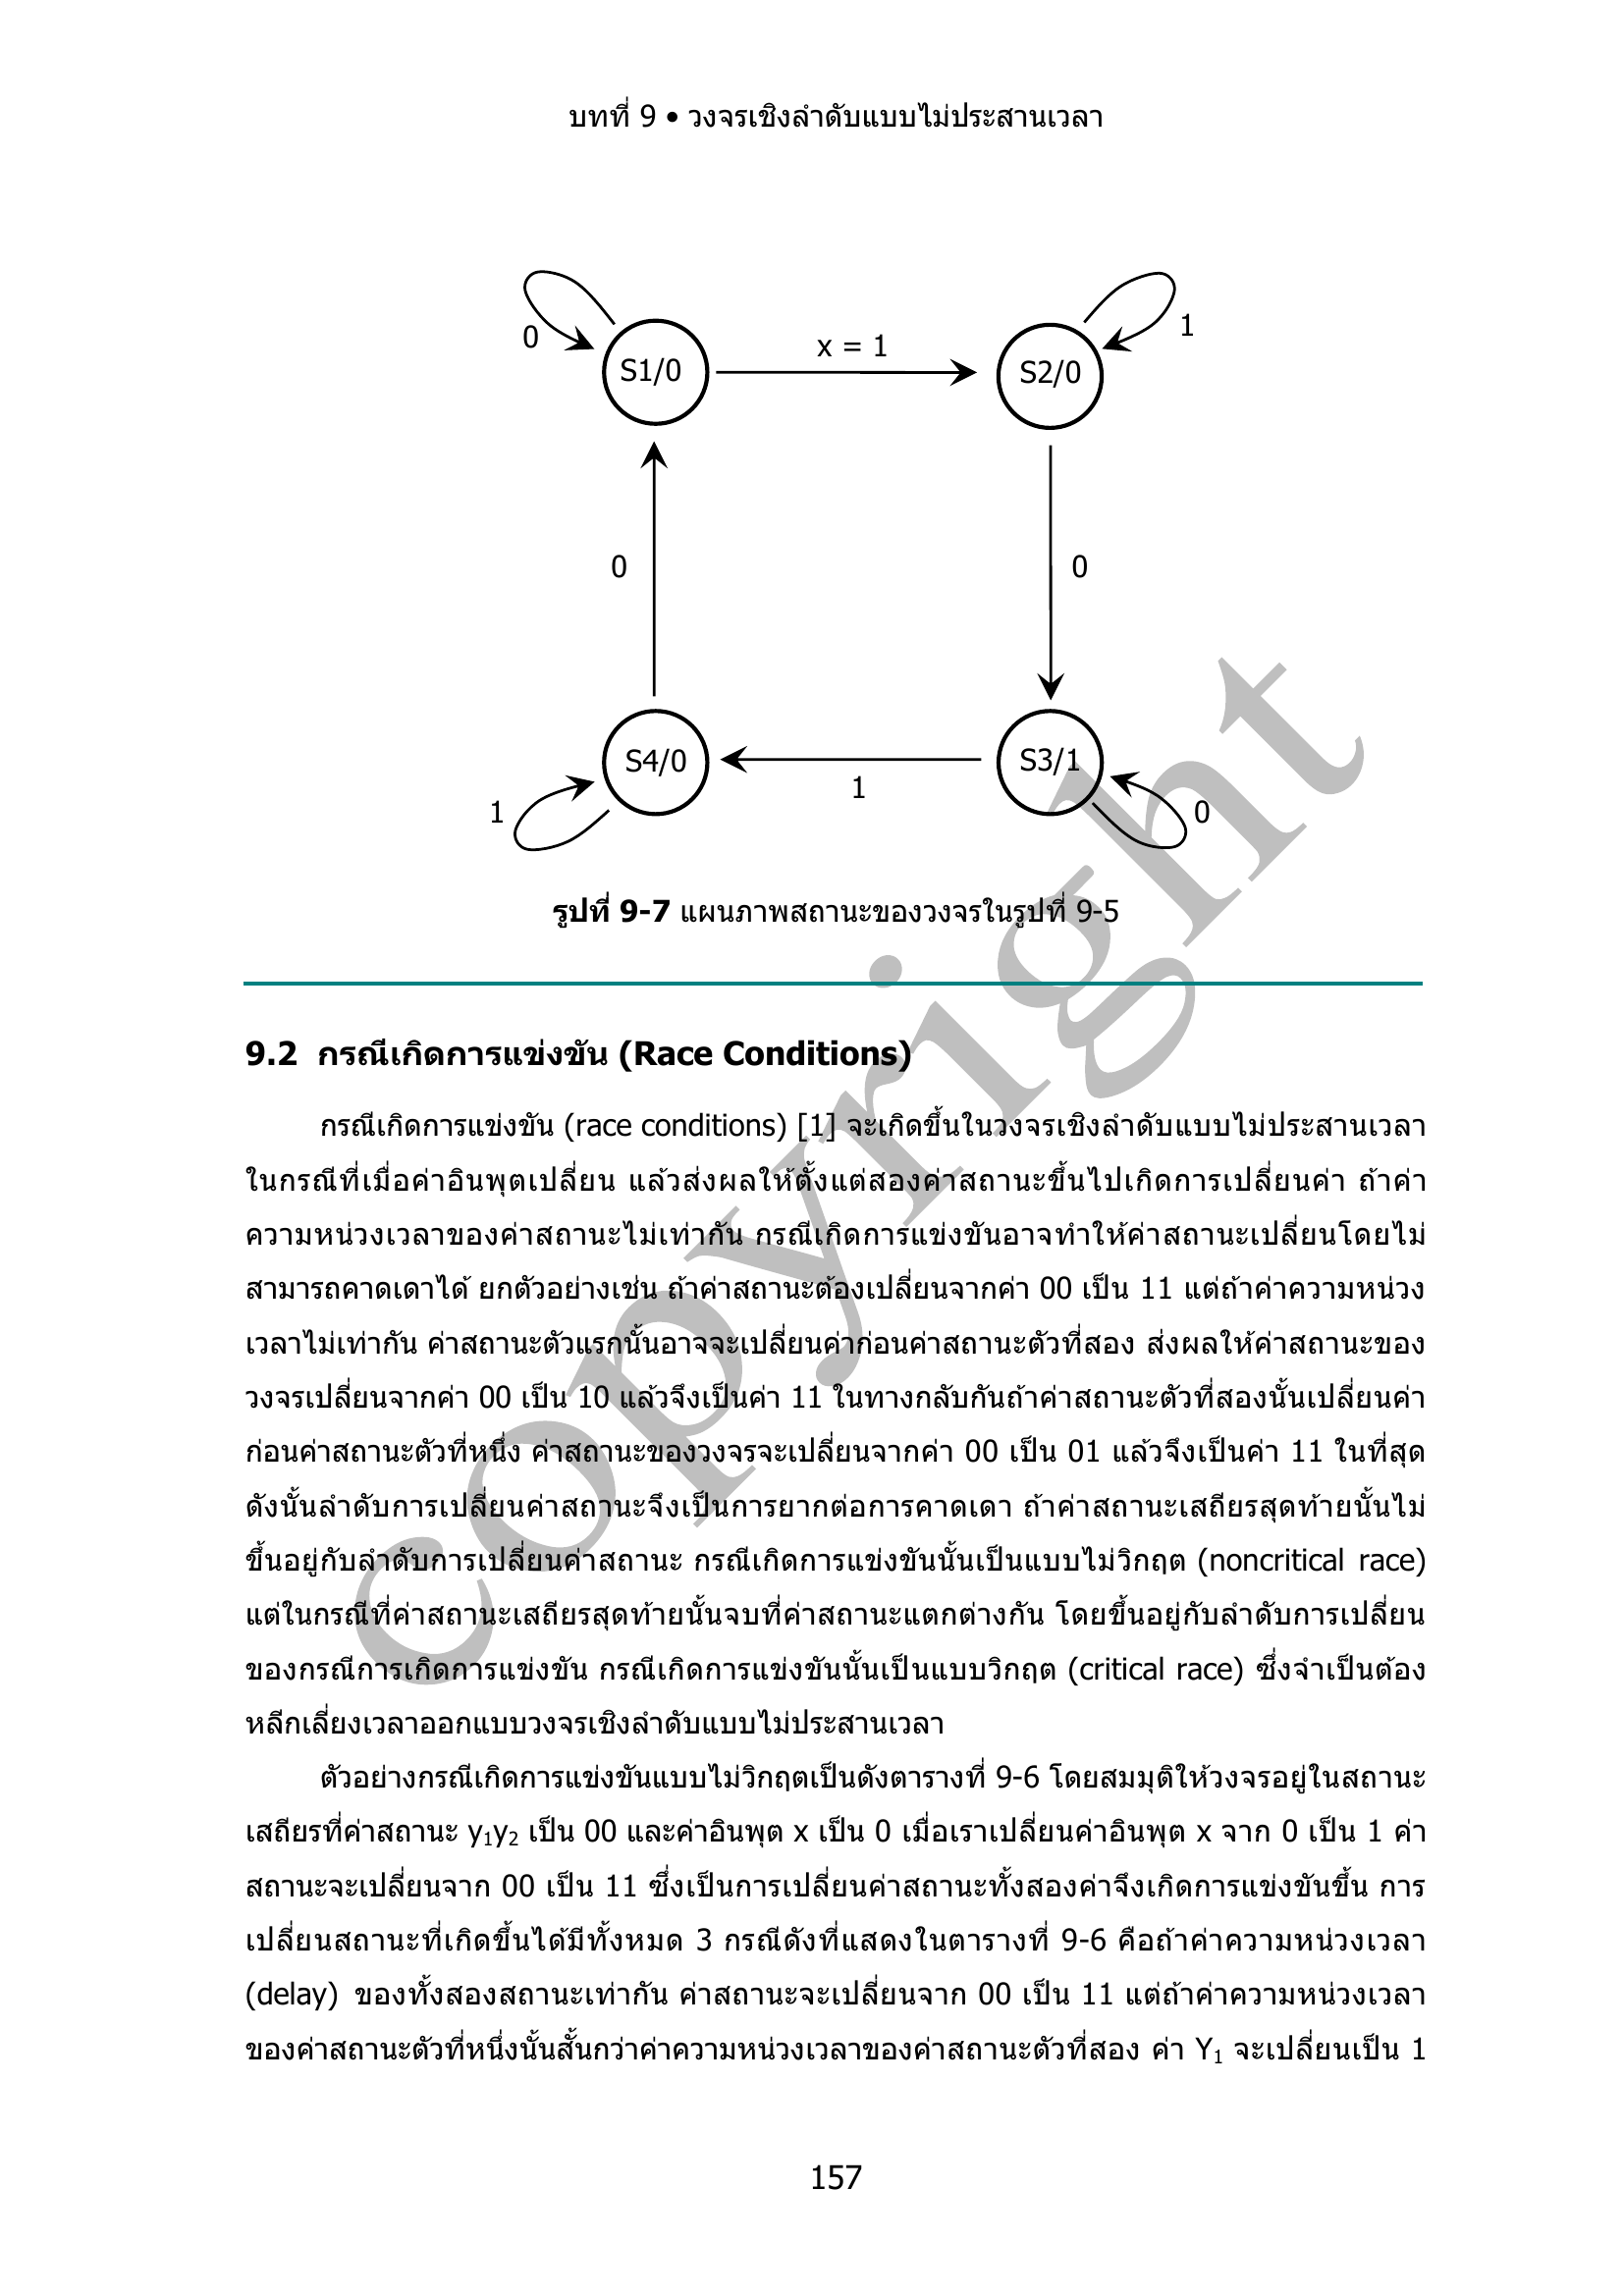 บทที่ 9 • วงจรเชิงลำดับแบบไม่ประสานเวลา
0
S1/0
x = 1
S2/0
1
0
0
S4/0
1
S3/1
1
0
รูปที่ 9-7 แผนภาพสถานะของวงจรในรูปที่ 9-5
copyright
9.2 กรณีเกิดการแข่งขัน (Race Conditions)
กรณีเกิดการแข่งขัน (race conditions) [1] จะเกิดขึ้นในวงจรเชิงลำดับแบบไม่ประสานเวลา
ในกรณีที่เมื่อค่าอินพุตเปลี่ยน แล้วส่งผลให้ตั้งแต่สองค่าสถานะขึ้นไปเกิดการเปลี่ยนค่า ถ้าค่า
ความหน่วงเวลาของค่าสถานะไม่เท่ากัน กรณีเกิดการแข่งขันอาจทำให้ค่าสถานะเปลี่ยนโดยไม่
สามารถคาดเดาได้ ยกตัวอย่างเช่น ถ้าค่าสถานะต้องเปลี่ยนจากค่า 00 เป็น 11 แต่ถ้าค่าความหน่วง
เวลาไม่เท่ากัน ค่าสถานะตัวแรกนั้นอาจจะเปลี่ยนค่าก่อนค่าสถานะตัวที่สอง ส่งผลให้ค่าสถานะของ
วงจรเปลี่ยนจากค่า 00 เป็น 10 แล้วจึงเป็นค่า 11 ในทางกลับกันถ้าค่าสถานะตัวที่สองนั้นเปลี่ยนค่า
ก่อนค่าสถานะตัวที่หนึ่ง ค่าสถานะของวงจรจะเปลี่ยนจากค่า 00 เป็น 01 แล้วจึงเป็นค่า 11 ในที่สุด
ดังนั้นลำดับการเปลี่ยนค่าสถานะจึงเป็นการยากต่อการคาดเดา ถ้าค่าสถานะเสถียรสุดท้ายนั้นไม่
ขึ้นอยู่กับลำดับการเปลี่ยนค่าสถานะ กรณีเกิดการแข่งขันนั้นเป็นแบบไม่วิกฤต (noncritical race)
แต่ในกรณีที่ค่าสถานะเสถียรสุดท้ายนั้นจบที่ค่าสถานะแตกต่างกัน โดยขึ้นอยู่กับลำดับการเปลี่ยน
ของกรณีการเกิดการแข่งขัน กรณีเกิดการแข่งขันนั้นเป็นแบบวิกฤต (critical race) ซึ่งจำเป็นต้อง
หลีกเลี่ยงเวลาออกแบบวงจรเชิงลำดับแบบไม่ประสานเวลา
ตัวอย่างกรณีเกิดการแข่งขันแบบไม่วิกฤตเป็นดังตารางที่ 9-6 โดยสมมุติให้วงจรอยู่ในสถานะ
เสถียรที่ค่าสถานะ y₁y₂ เป็น 00 และค่าอินพุต x เป็น 0 เมื่อเราเปลี่ยนค่าอินพุต x จาก 0 เป็น 1 ค่า
สถานะจะเปลี่ยนจาก 00 เป็น 11 ซึ่งเป็นการเปลี่ยนค่าสถานะทั้งสองค่าจึงเกิดการแข่งขันขึ้น การ
เปลี่ยนสถานะที่เกิดขึ้นได้มีทั้งหมด 3 กรณีดังที่แสดงในตารางที่ 9-6 คือถ้าค่าความหน่วงเวลา
(delay) ของทั้งสองสถานะเท่ากัน ค่าสถานะจะเปลี่ยนจาก 00 เป็น 11 แต่ถ้าค่าความหน่วงเวลา
ของค่าสถานะตัวที่หนึ่งนั้นสั้นกว่าค่าความหน่วงเวลาของค่าสถานะตัวที่สอง ค่า Y₁ จะเปลี่ยนเป็น 1
157